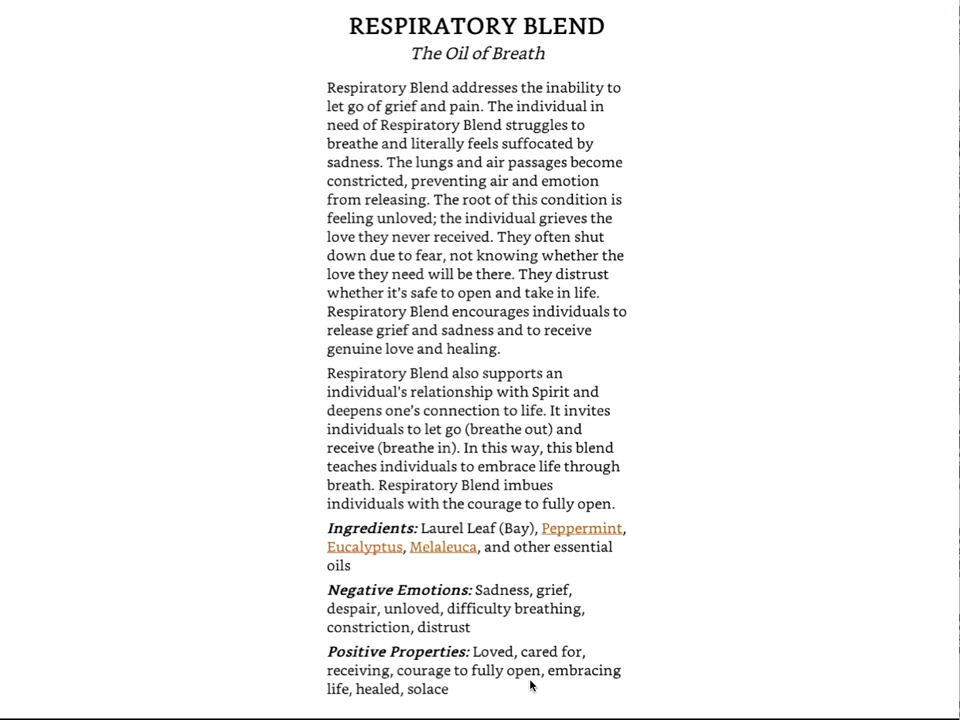 RESPIRATORY BLEND
The Oil of Breath
Respiratory Blend addresses the inability to
let go of grief and pain. The individual in
need of Respiratory Blend struggles to
breathe and literally feels suffocated by
sadness. The lungs and air passages become
constricted, preventing air and emotion
from releasing. The root of this condition is
feeling unloved; the individual grieves the
love they never received. They often shut
down due to fear, not knowing whether the
love they need will be there. They distrust
whether it’s safe to open and take in life.
Respiratory Blend encourages individuals to
release grief and sadness and to receive
genuine love and healing.
Respiratory Blend also supports an
individual’s relationship with Spirit and
deepens one’s connection to life. It invites
individuals to let go (breathe out) and
receive (breathe in). In this way, this blend
teaches individuals to embrace life through
breath. Respiratory Blend imbues
individuals with the courage to fully open.
Ingredients: Laurel Leaf (Bay), Peppermint,
Eucalyptus, Melaleuca, and other essential
oils
Negative Emotions: Sadness, grief,
despair, unloved, difficulty breathing,
constriction, distrust
Positive Properties: Loved, cared for,
receiving, courage to fully open, embracing
life, healed, solace